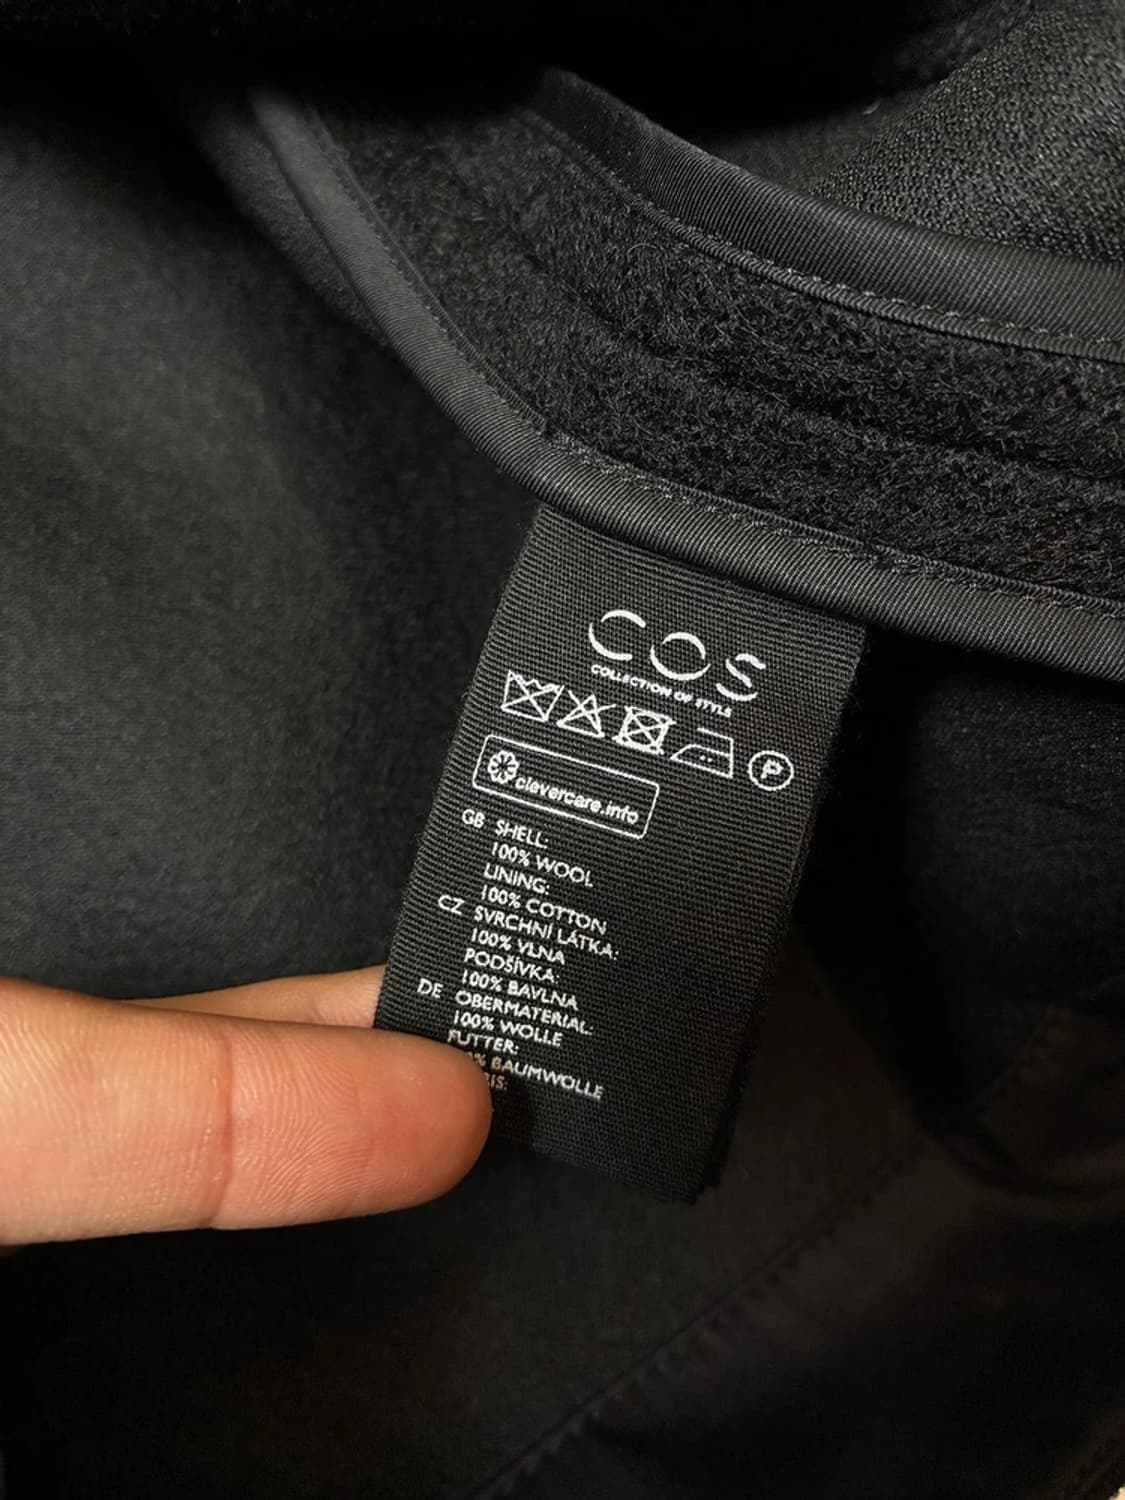 COS
COLLECTION OF STYLE
P
clevercare.info
GB SHELL:
100% WOOL
LINING:
100% COTTON
CZ SVRCHNÍ LÁTKA:
100% VLNA
PODŠÍVKA:
100% BAVLNA
DE OBERMATERIAL:
100% WOLLE
FUTTER:
% BAUMWOLLE